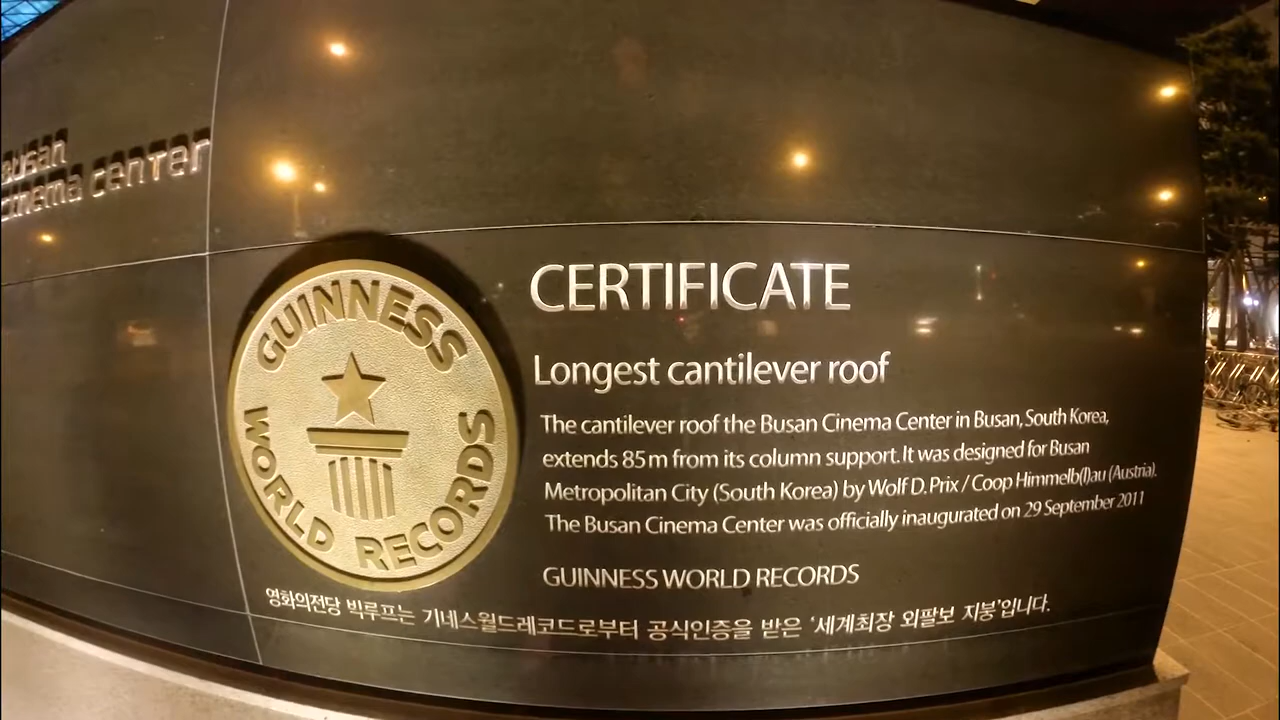 Busan
cinema center
GUINNESS
WORLD RECORDS
CERTIFICATE
Longest cantilever roof
The cantilever roof the Busan Cinema Center in Busan, South Korea,
extends 85m from its column support. It was designed for Busan
Metropolitan City (South Korea) by Wolf D. Prix / Coop Himmelb(l)au (Austria).
The Busan Cinema Center was officially inaugurated on 29 September 2011
GUINNESS WORLD RECORDS
영화의전당 빅루프는 기네스월드레코드로부터 공식인증을 받은 '세계최장 외팔보 지붕'입니다.